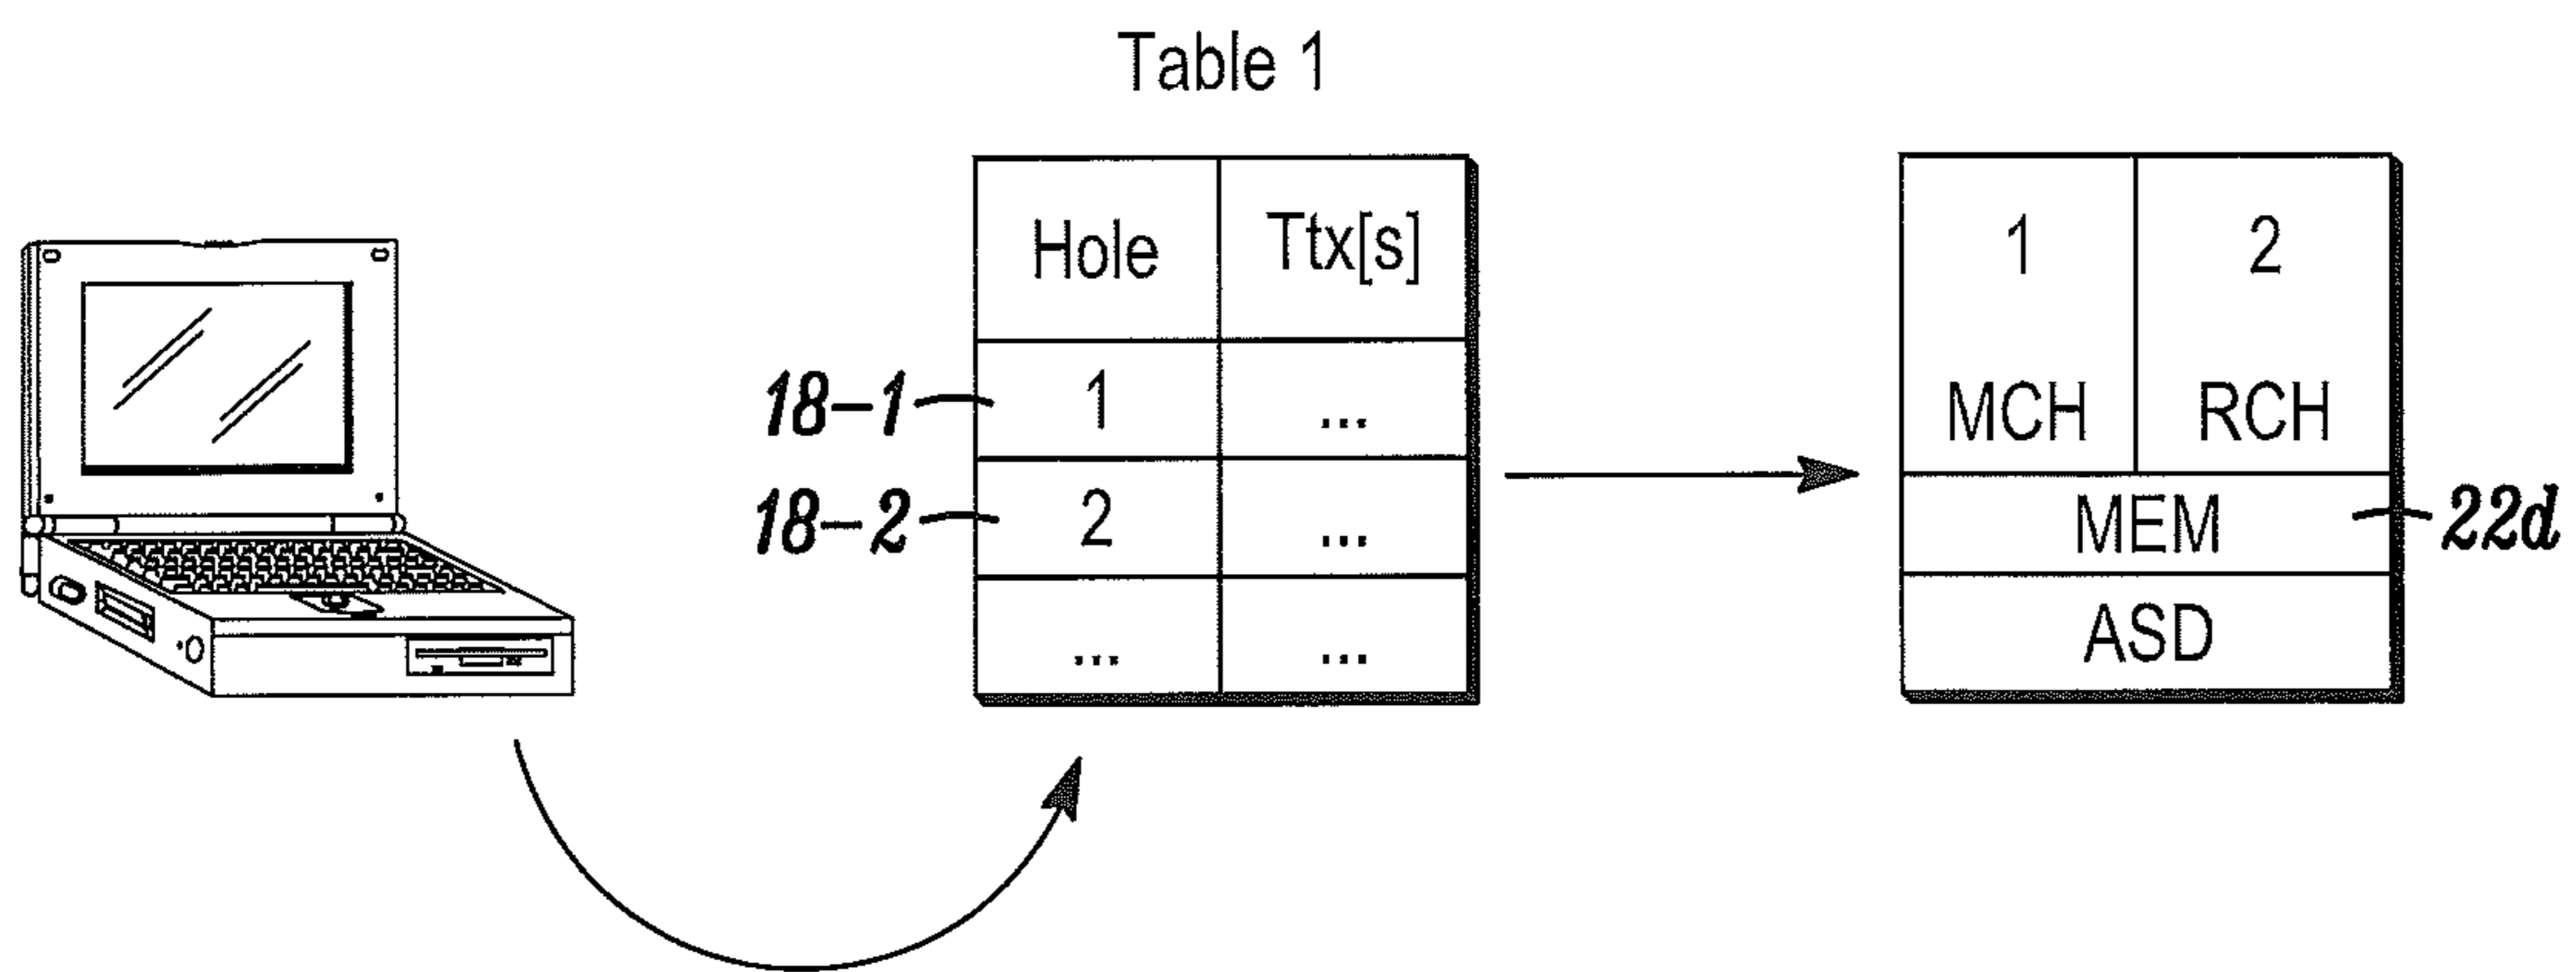 Table 1
Hole Ttx[s]
18-1 1 ...
18-2 2 ...
... ...
1 2
MCH RCH
MEM 22d
ASD